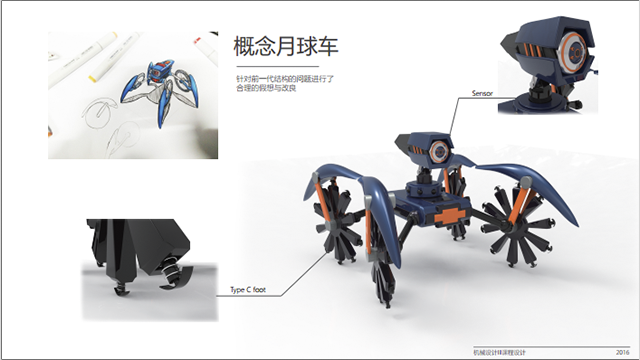 概念月球车
针对前一代结构的问题进行了
合理的假想与改良
Sensor
Type C foot
机械设计II课程设计
2016